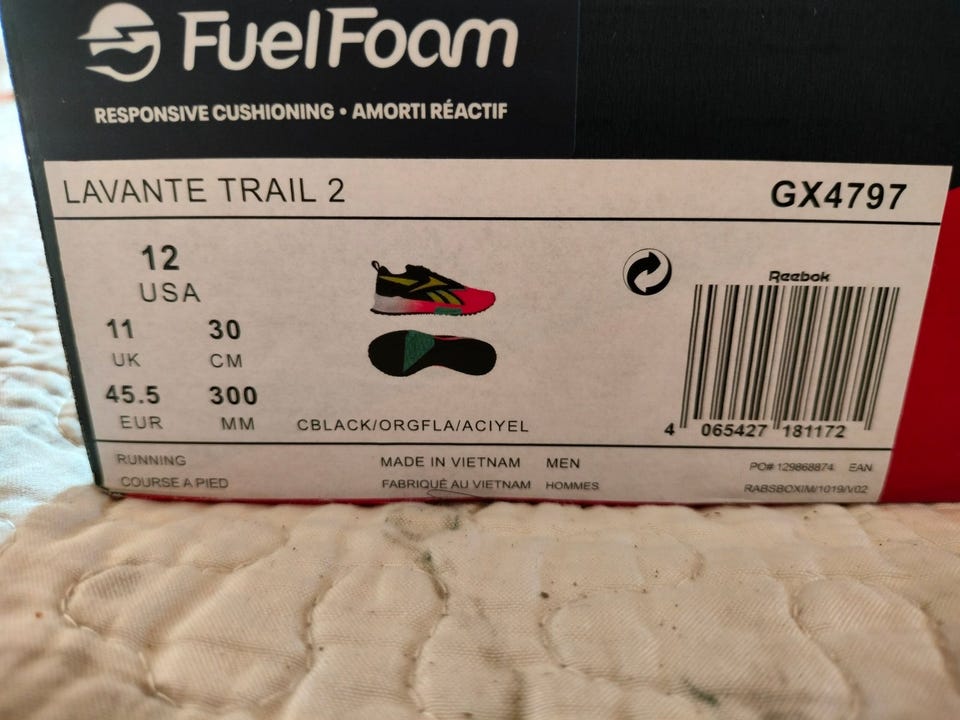 FuelFoam
RESPONSIVE CUSHIONING • AMORTI RÉACTIF
LAVANTE TRAIL 2
GX4797
12
USA
11 30
UK CM
45.5 300
EUR MM
CBLACK/ORGFLA/ACIYEL
Reebok
4 065427 181172
RUNNING
COURSE A PIED
MADE IN VIETNAM MEN
FABRIQUÉ AU VIETNAM HOMMES
PO# 129868874 EAN
RABSBOXIM/1019/V02